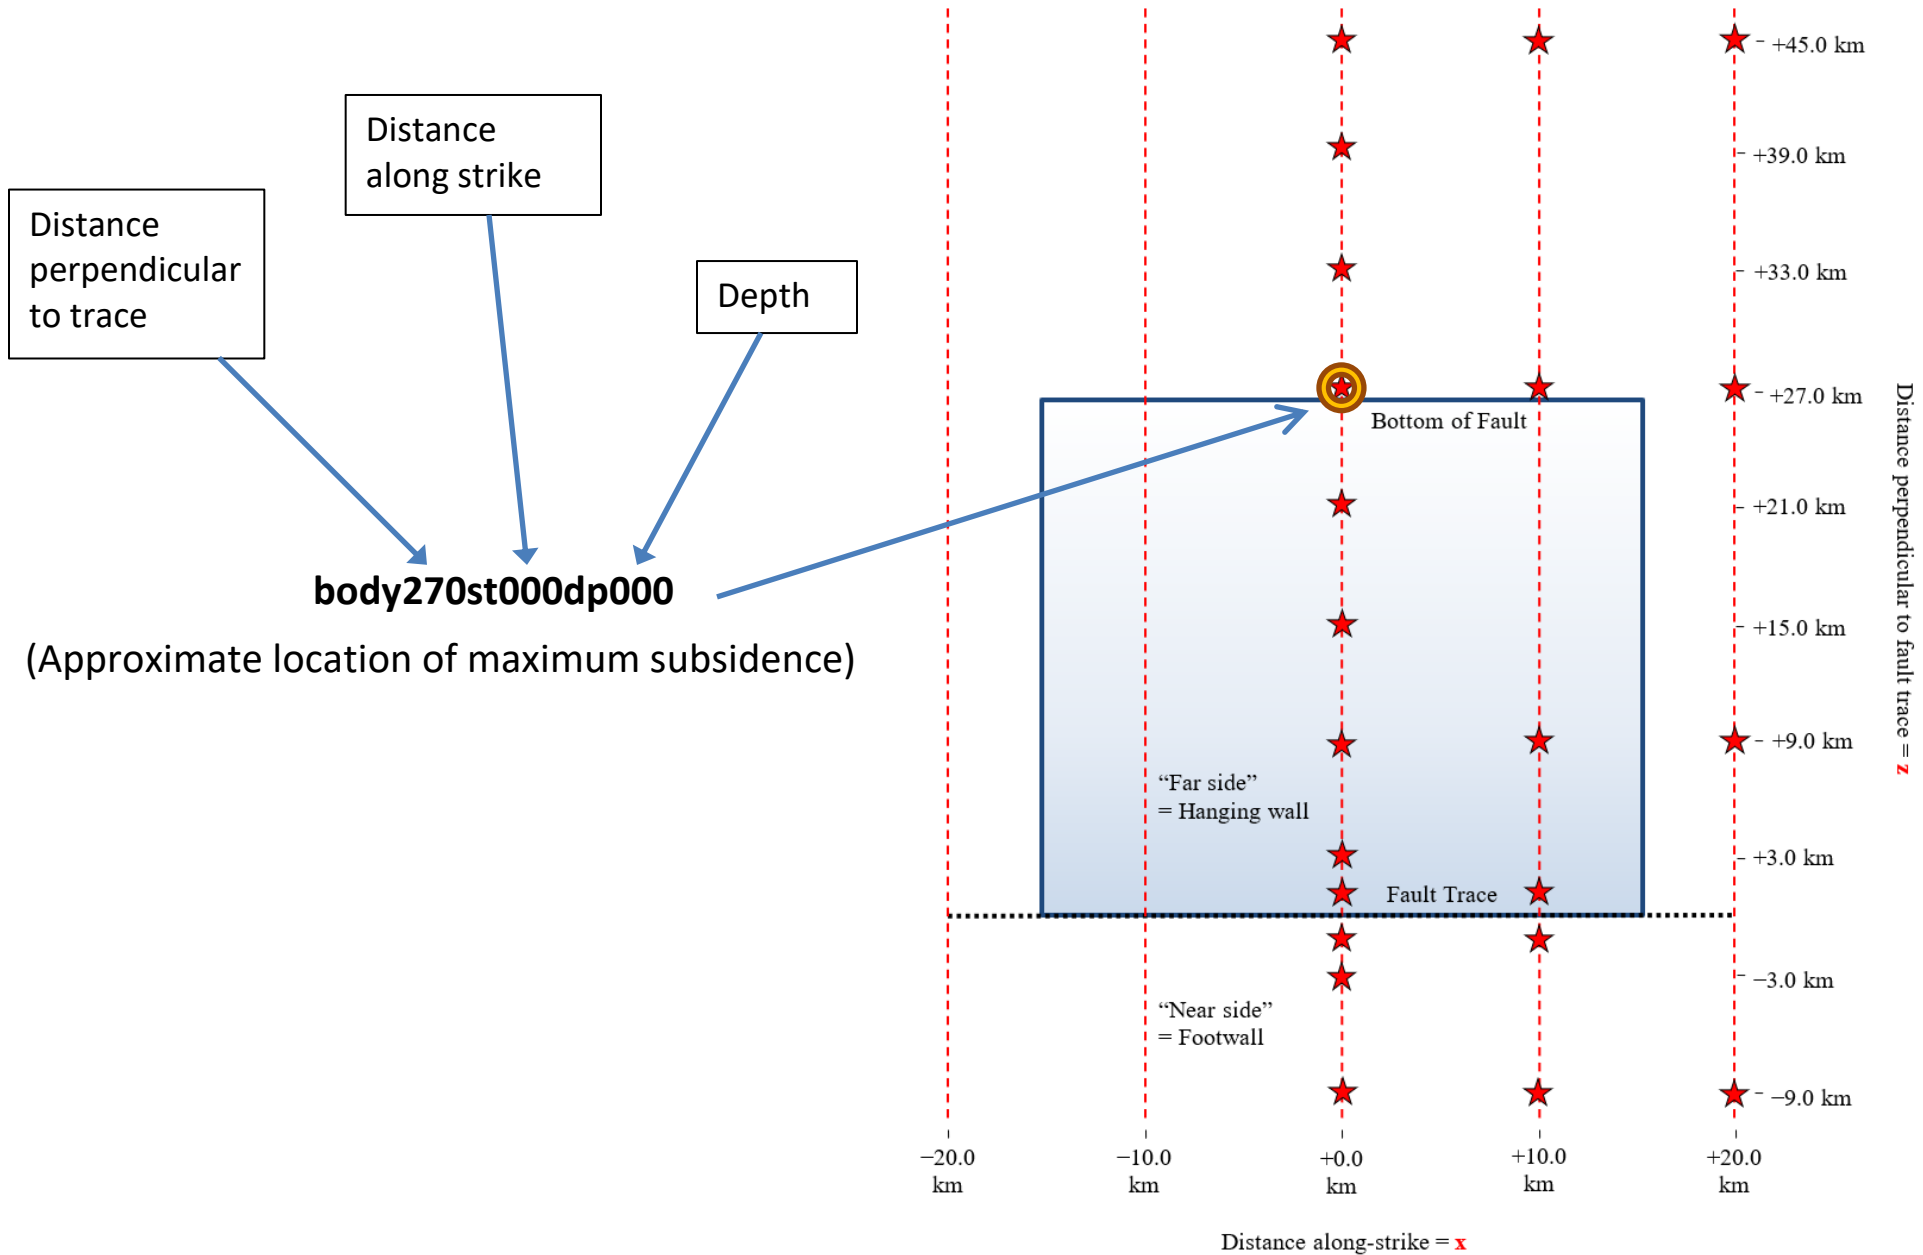 Distance
along strike
Distance
perpendicular
to trace
Depth
body270st000dp000
(Approximate location of maximum subsidence)
+45.0 km
+39.0 km
+33.0 km
+27.0 km
Bottom of Fault
+21.0 km
+15.0 km
+9.0 km
“Far side”
= Hanging wall
+3.0 km
Fault Trace
−3.0 km
“Near side”
= Footwall
−9.0 km
Distance perpendicular to fault trace = z
−20.0
km
−10.0
km
+0.0
km
+10.0
km
+20.0
km
Distance along-strike = x